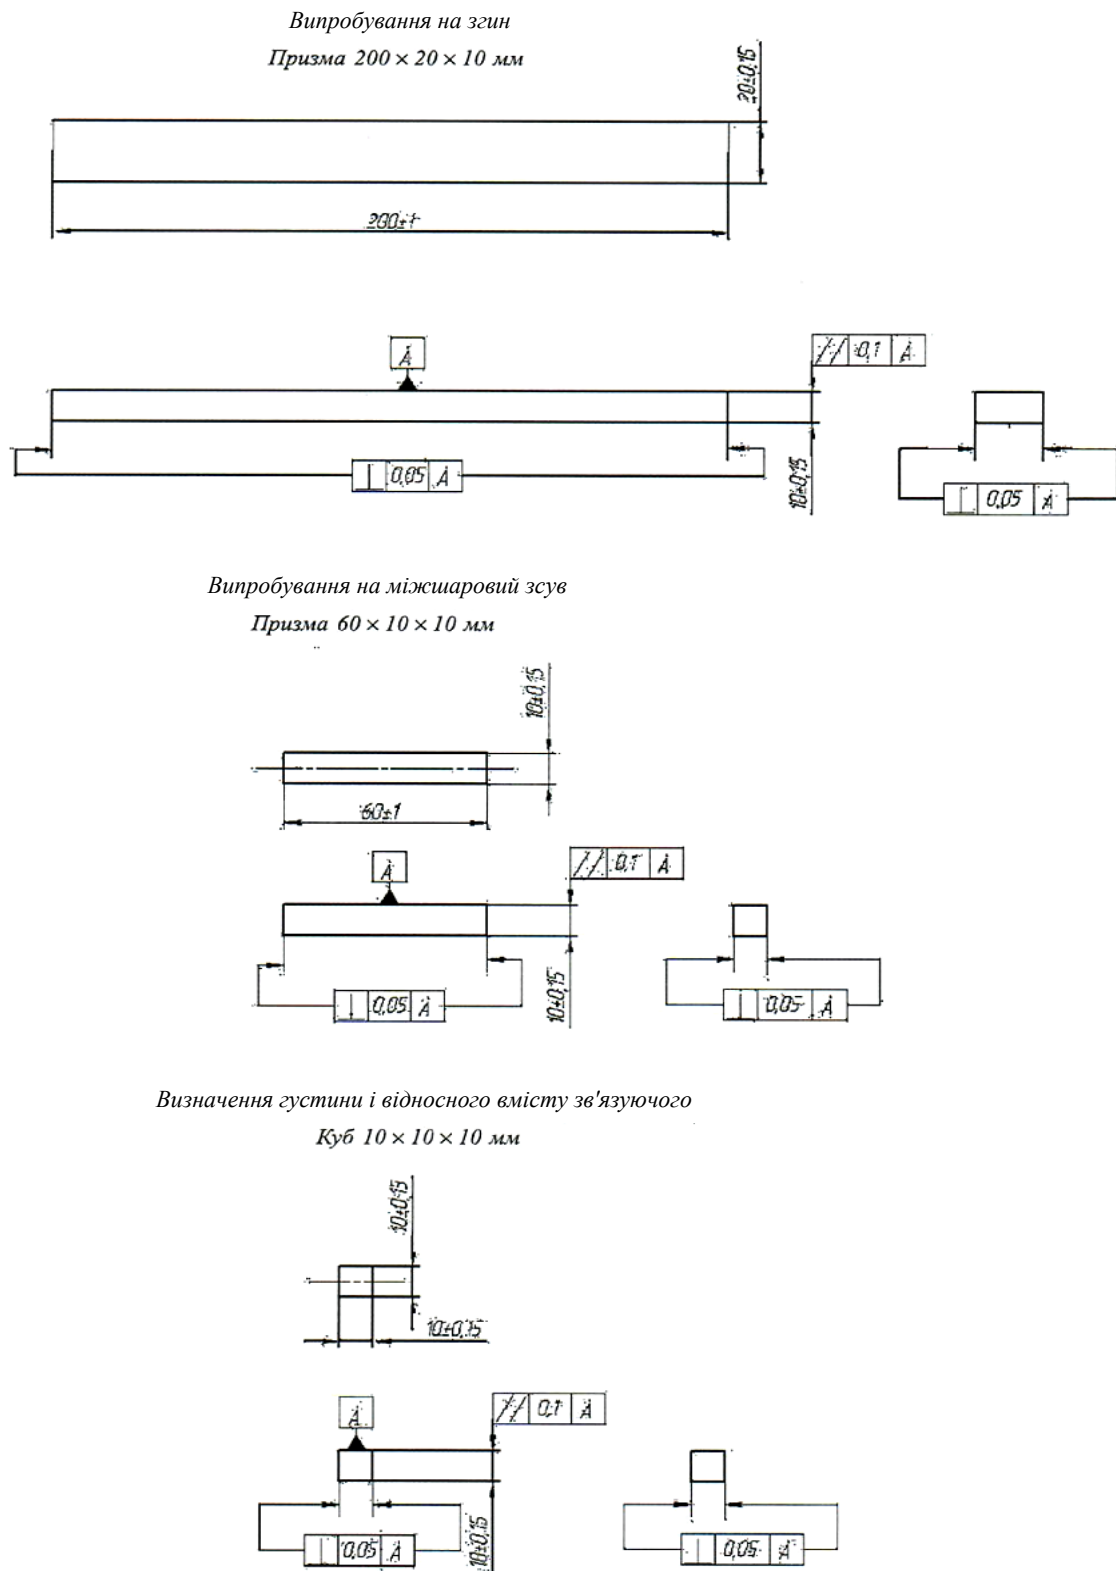 Випробування на згин
Призма 200 × 20 × 10 мм
20±0,15
200±1
А
// 0,1 А
⊥ 0,05 А
10±0,15
⊥ 0,05 А
Випробування на міжшаровий зсув
Призма 60 × 10 × 10 мм
10±0,15
60±1
А
// 0,1 А
⊥ 0,05 А
10±0,15
⊥ 0,05 А
Визначення густини і відносного вмісту зв'язуючого
Куб 10 × 10 × 10 мм
10±0,15
10±0,15
А
// 0,1 А
⊥ 0,05 А
10±0,15
⊥ 0,05 А